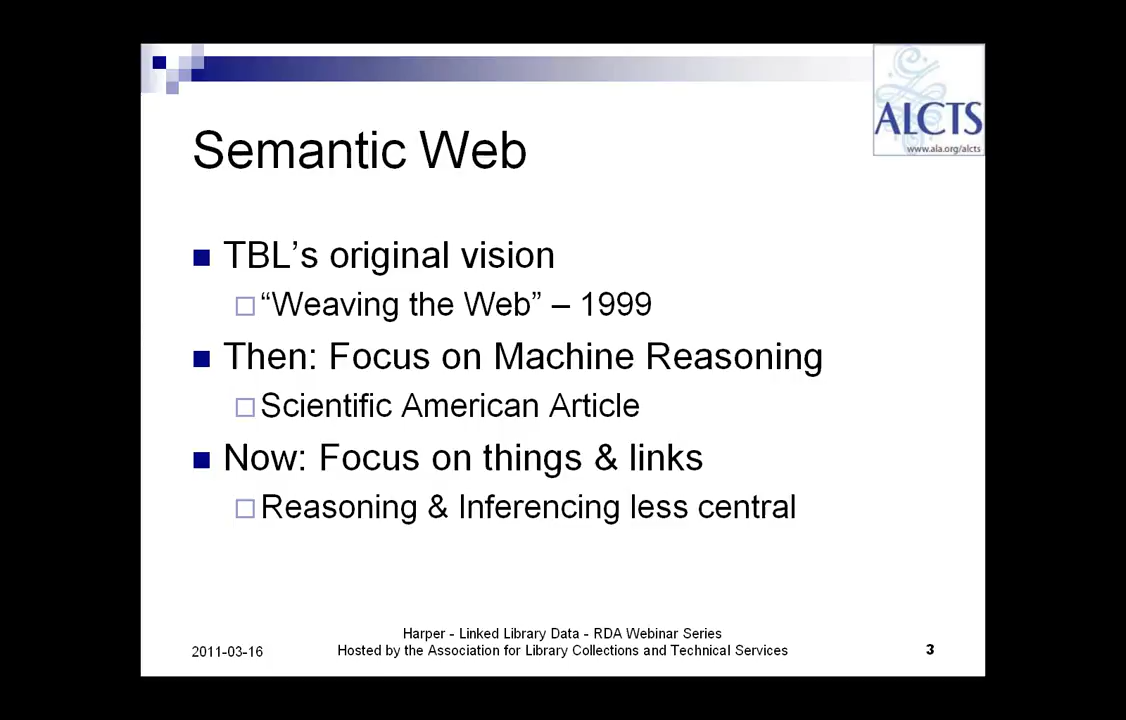 ALCTS
www.ala.org/alcts
Semantic Web
TBL’s original vision
“Weaving the Web” – 1999
Then: Focus on Machine Reasoning
Scientific American Article
Now: Focus on things & links
Reasoning & Inferencing less central
Harper - Linked Library Data - RDA Webinar Series
2011-03-16 Hosted by the Association for Library Collections and Technical Services 3